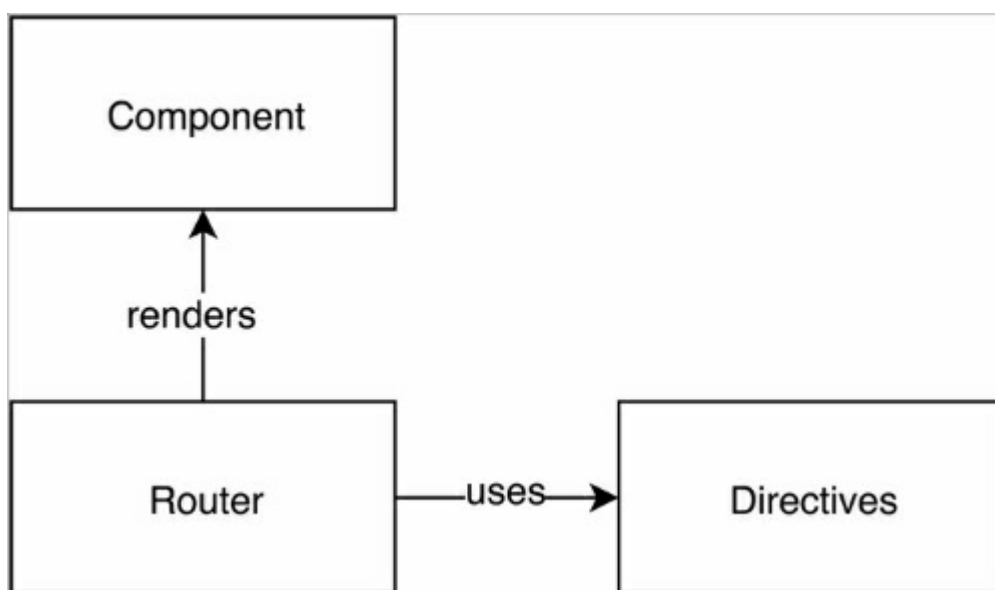 Component
renders
Router
uses
Directives